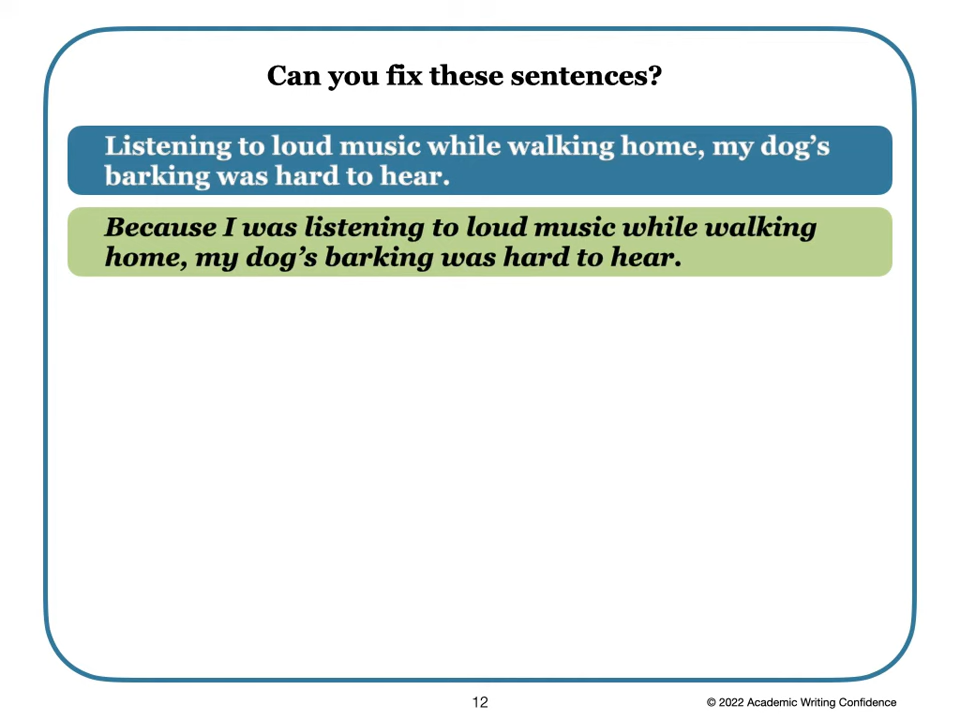 Can you fix these sentences?
Listening to loud music while walking home, my dog’s
barking was hard to hear.
Because I was listening to loud music while walking
home, my dog’s barking was hard to hear.
12
© 2022 Academic Writing Confidence